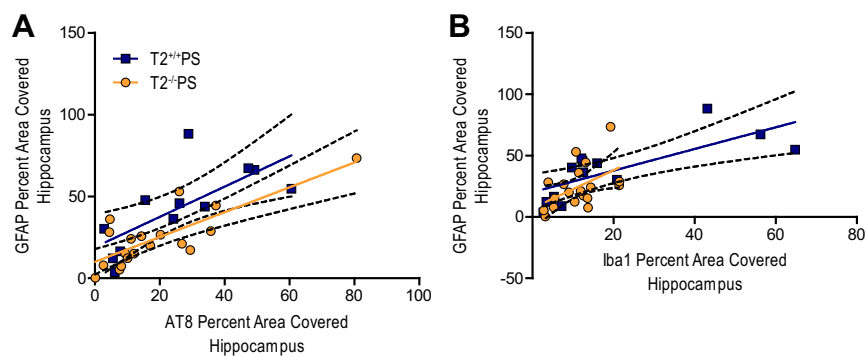 A
GFAP Percent Area Covered
Hippocampus
150
100
50
0
T2+/+PS
T2-/-PS
0 20 40 60 80 100
AT8 Percent Area Covered
Hippocampus
B
GFAP Percent Area Covered
Hippocampus
150
100
50
0
-50
20 40 60 80
Iba1 Percent Area Covered
Hippocampus